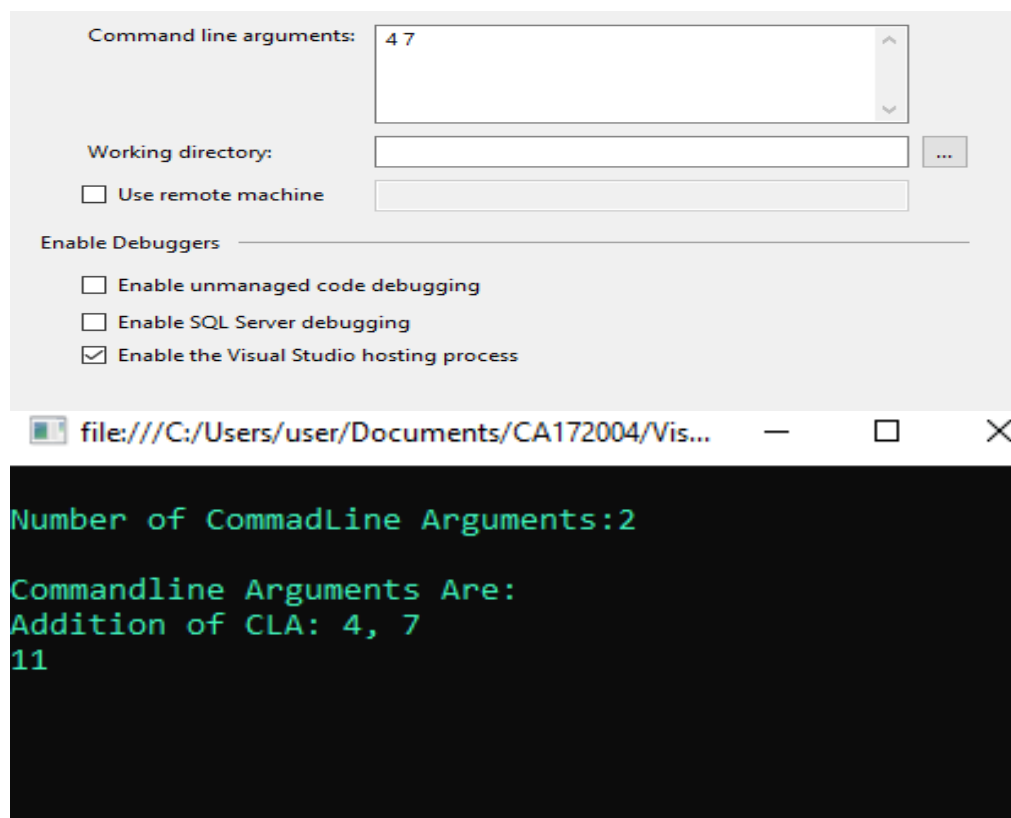 Command line arguments: 4 7
Working directory: ...
Use remote machine
Enable Debuggers
Enable unmanaged code debugging
Enable SQL Server debugging
Enable the Visual Studio hosting process
file:///C:/Users/user/Documents/CA172004/Vis...
Number of CommadLine Arguments:2
Commandline Arguments Are:
Addition of CLA: 4, 7
11